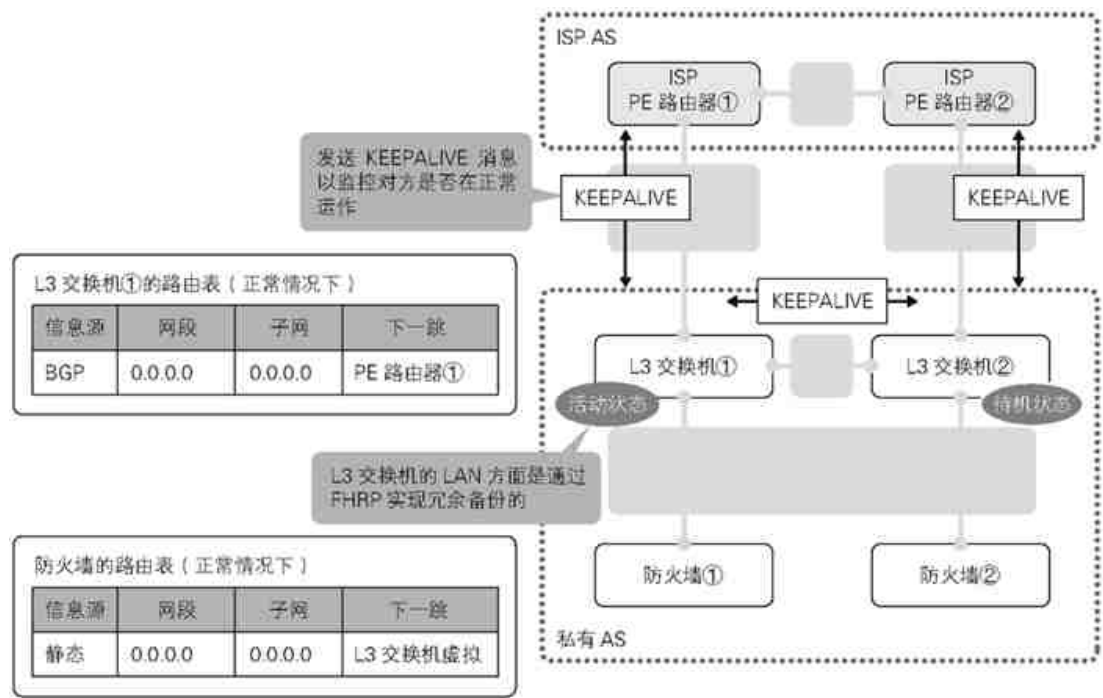 ISP AS
ISP
PE 路由器①
ISP
PE 路由器②
发送 KEEPALIVE 消息
以监控对方是否在正常
运作
KEEPALIVE
KEEPALIVE
L3 交换机①的路由表（正常情况下）
信息源 网段 子网 下一跳
BGP 0.0.0.0 0.0.0.0 PE 路由器①
KEEPALIVE
L3 交换机①
L3 交换机②
活动状态
待机状态
L3 交换机的 LAN 方面是通过
FHRP 实现冗余备份的
防火墙的路由表（正常情况下）
信息源 网段 子网 下一跳
静态 0.0.0.0 0.0.0.0 L3 交换机虚拟
防火墙①
防火墙②
私有 AS